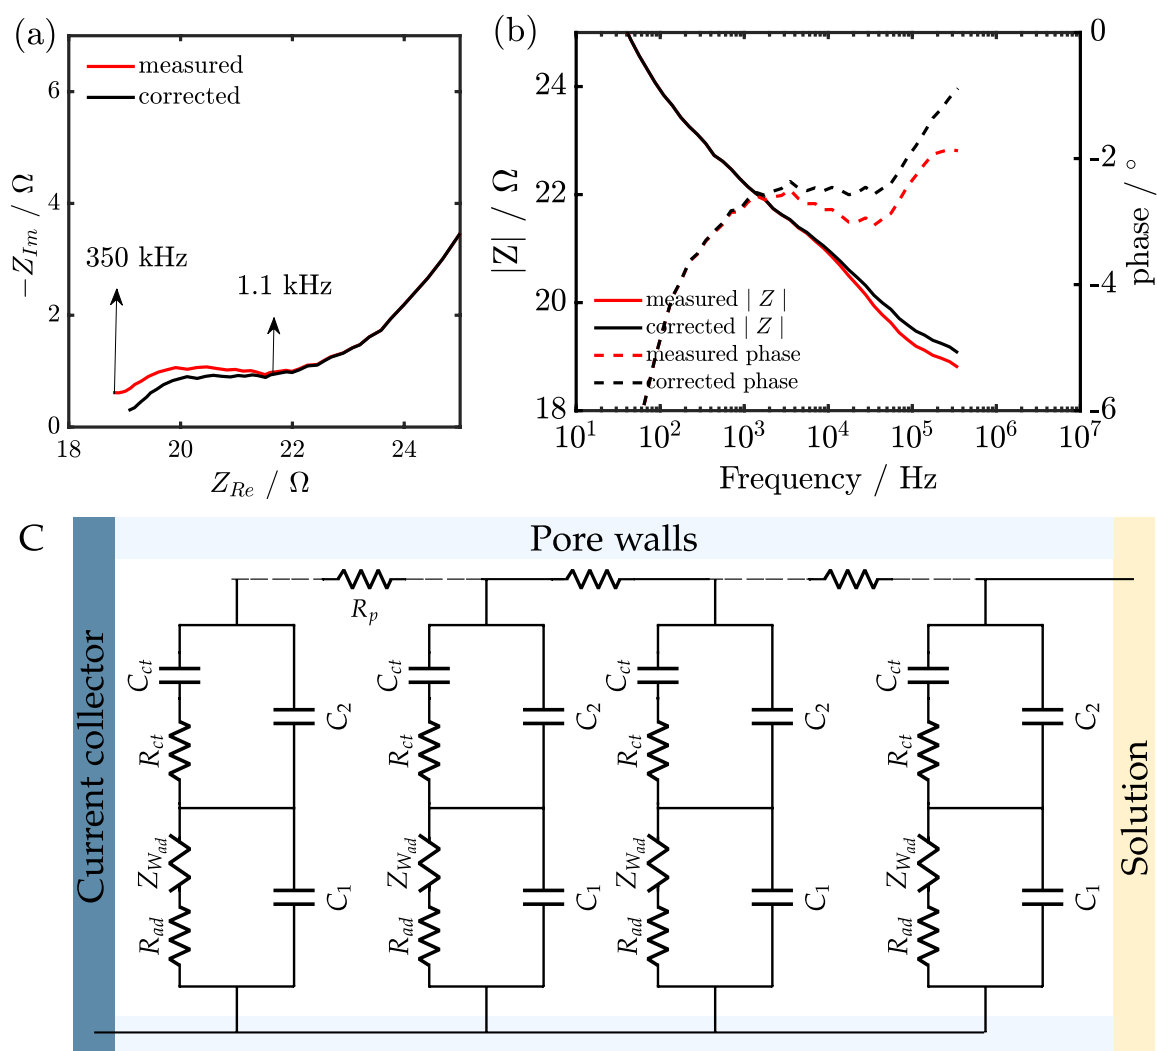 (a)
measured
corrected
350 kHz
1.1 kHz
6
4
2
0
18
20
22
24
-Z_Im / Ω
Z_Re / Ω
(b)
24
22
20
18
|Z| / Ω
0
-2
-4
-6
phase / °
measured | Z |
corrected | Z |
measured phase
corrected phase
10^1
10^2
10^3
10^4
10^5
10^6
10^7
Frequency / Hz
C
Pore walls
Current collector
Solution
R_p
C_ct
R_ct
C_2
Z_W_ad
R_ad
C_1
C_ct
R_ct
C_2
Z_W_ad
R_ad
C_1
C_ct
R_ct
C_2
Z_W_ad
R_ad
C_1
C_ct
R_ct
C_2
Z_W_ad
R_ad
C_1